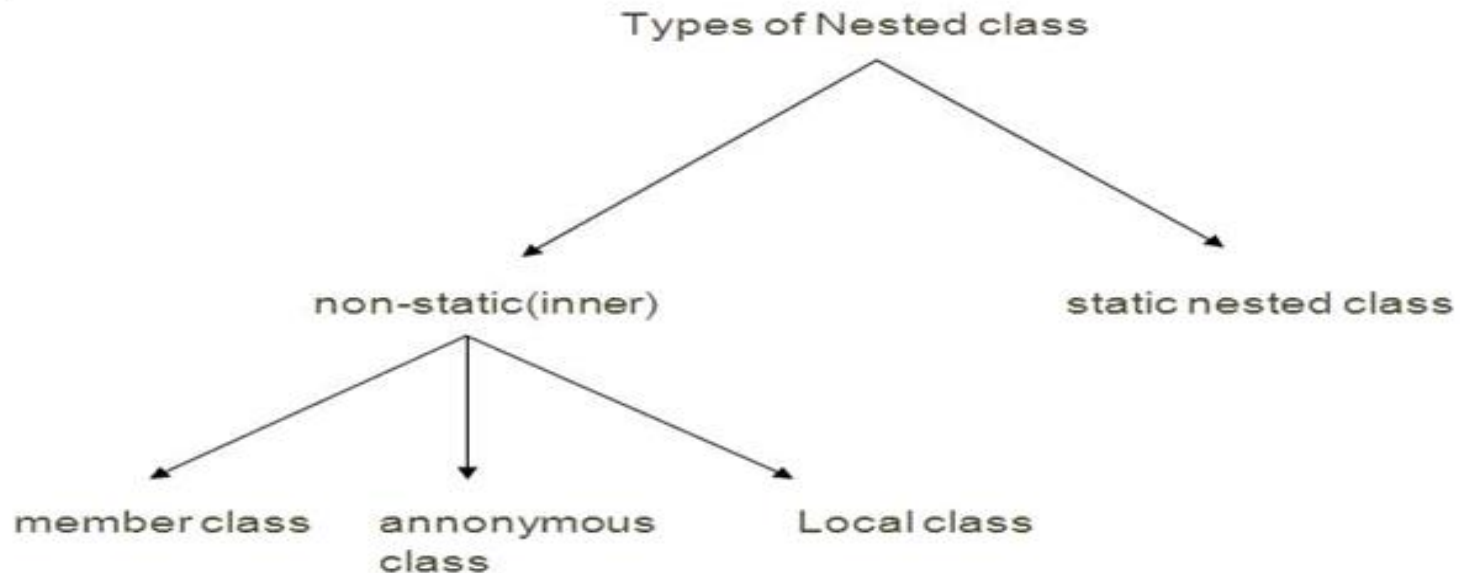 Types of Nested class
non-static(inner)
static nested class
member class
annonymous
class
Local class